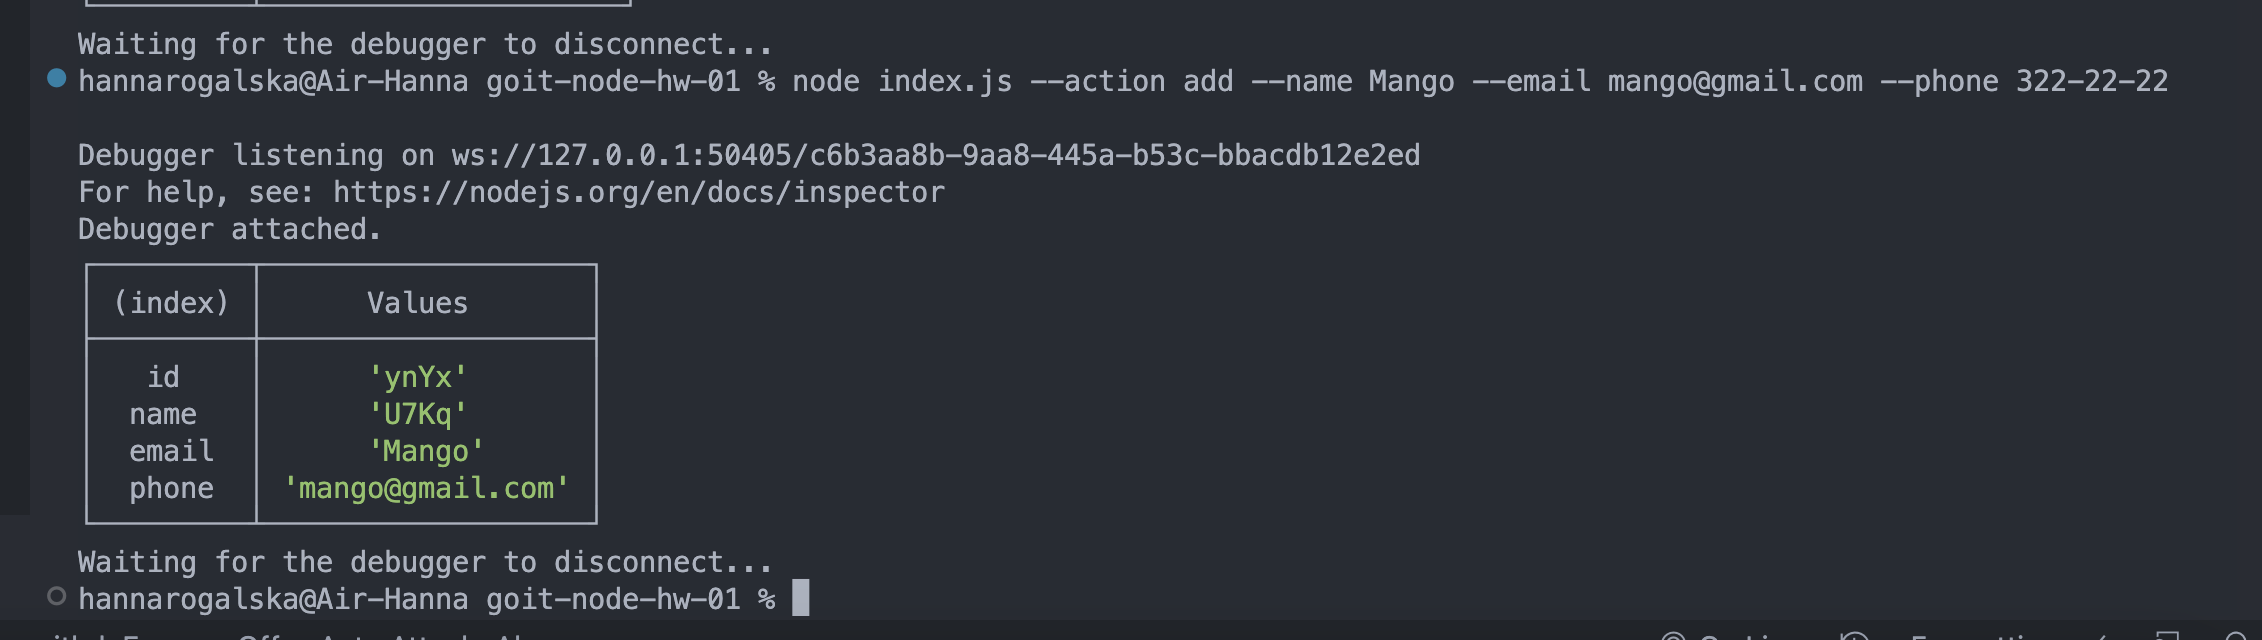 Waiting for the debugger to disconnect...
hannarogalska@Air-Hanna goit-node-hw-01 % node index.js --action add --name Mango --email mango@gmail.com --phone 322-22-22
Debugger listening on ws://127.0.0.1:50405/c6b3aa8b-9aa8-445a-b53c-bbacdb12e2ed
For help, see: https://nodejs.org/en/docs/inspector
Debugger attached.
(index) Values
id 'ynYx'
name 'U7Kq'
email 'Mango'
phone 'mango@gmail.com'
Waiting for the debugger to disconnect...
hannarogalska@Air-Hanna goit-node-hw-01 %